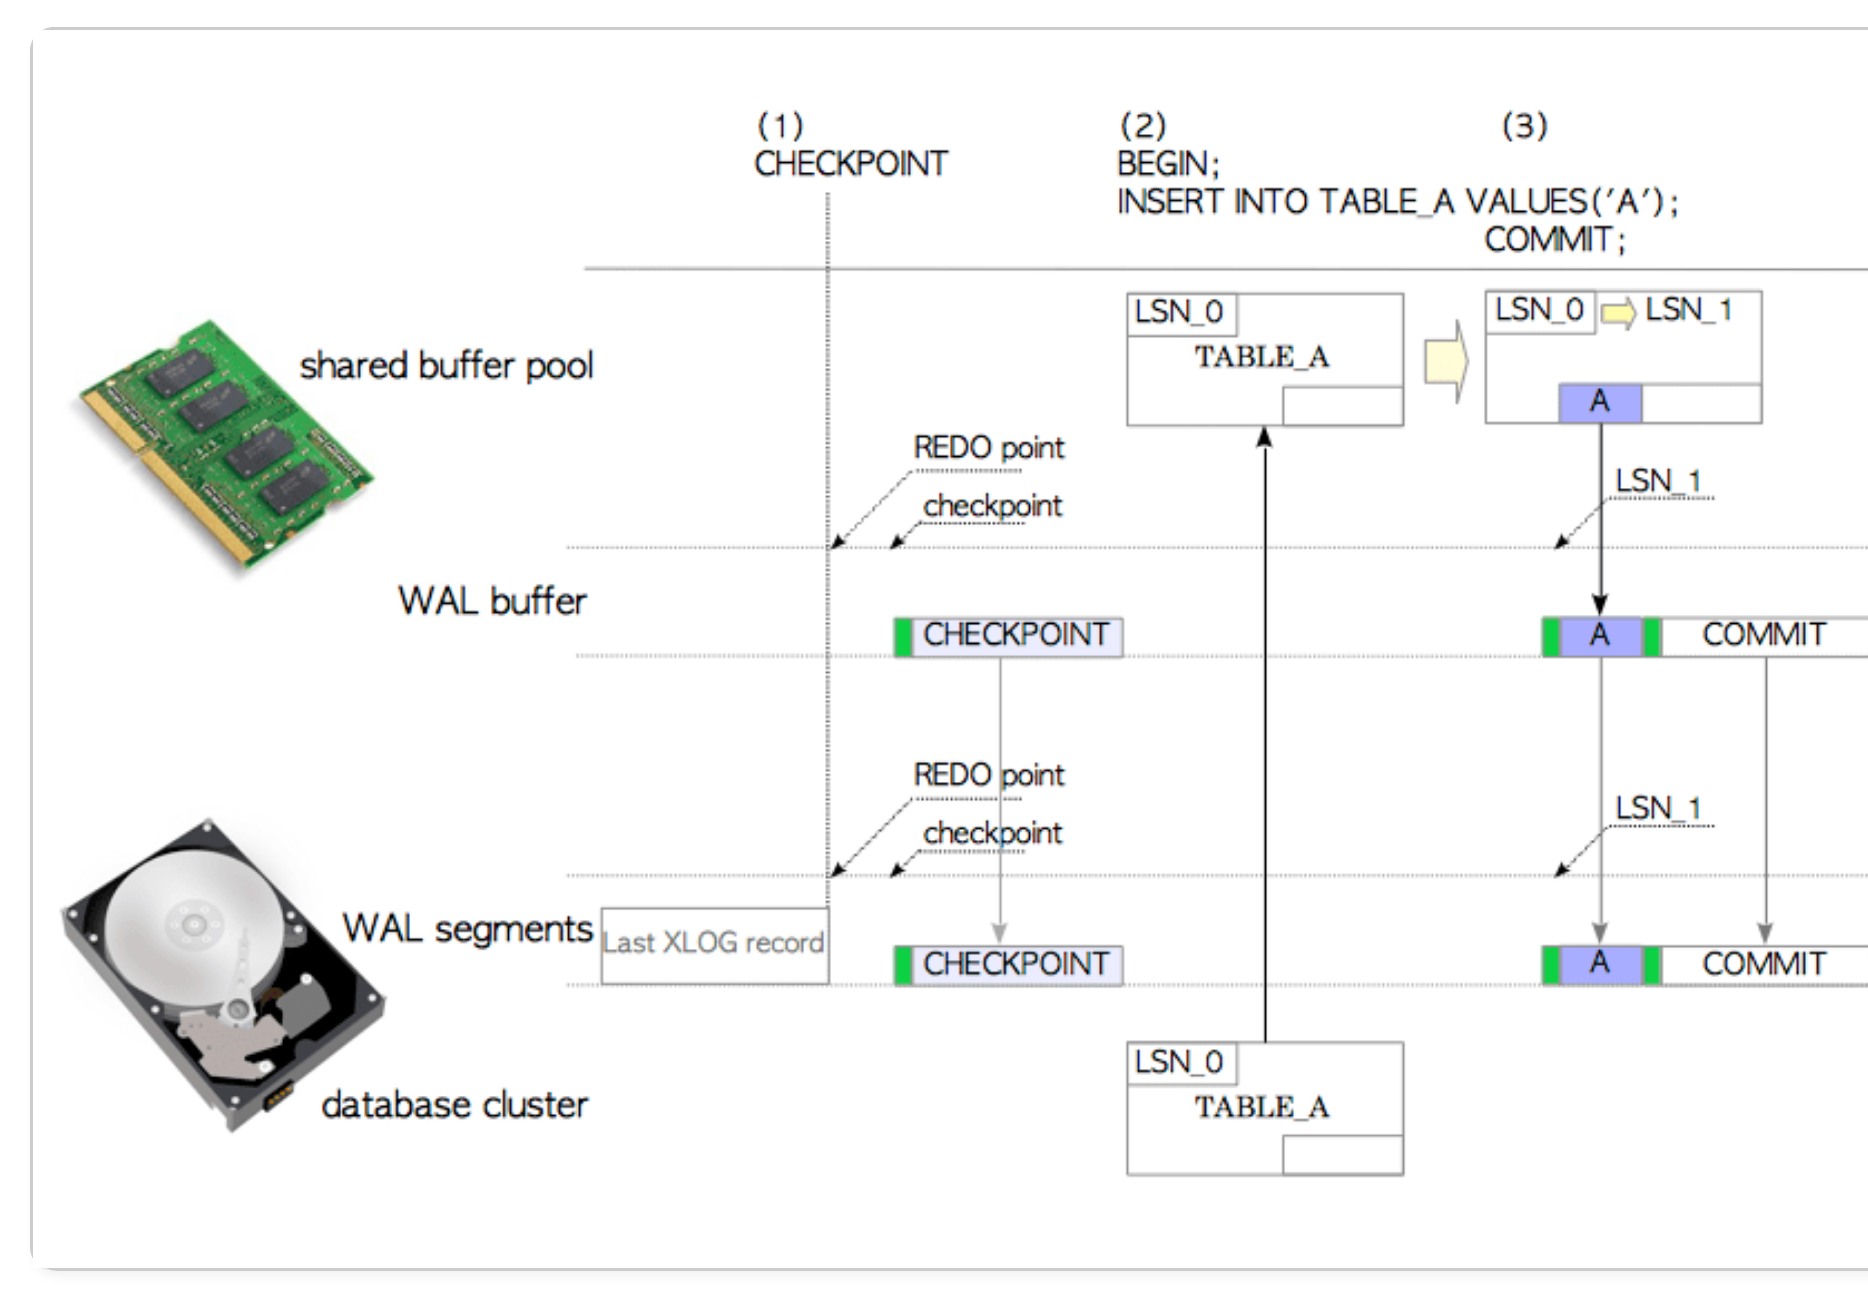 (1)
CHECKPOINT
(2)
BEGIN;
INSERT INTO TABLE_A VALUES('A');
(3)
COMMIT;
shared buffer pool
LSN_0
TABLE_A
LSN_0 LSN_1
A
REDO point
checkpoint
LSN_1
WAL buffer
CHECKPOINT
A
COMMIT
REDO point
checkpoint
LSN_1
WAL segments
Last XLOG record
CHECKPOINT
A
COMMIT
database cluster
LSN_0
TABLE_A